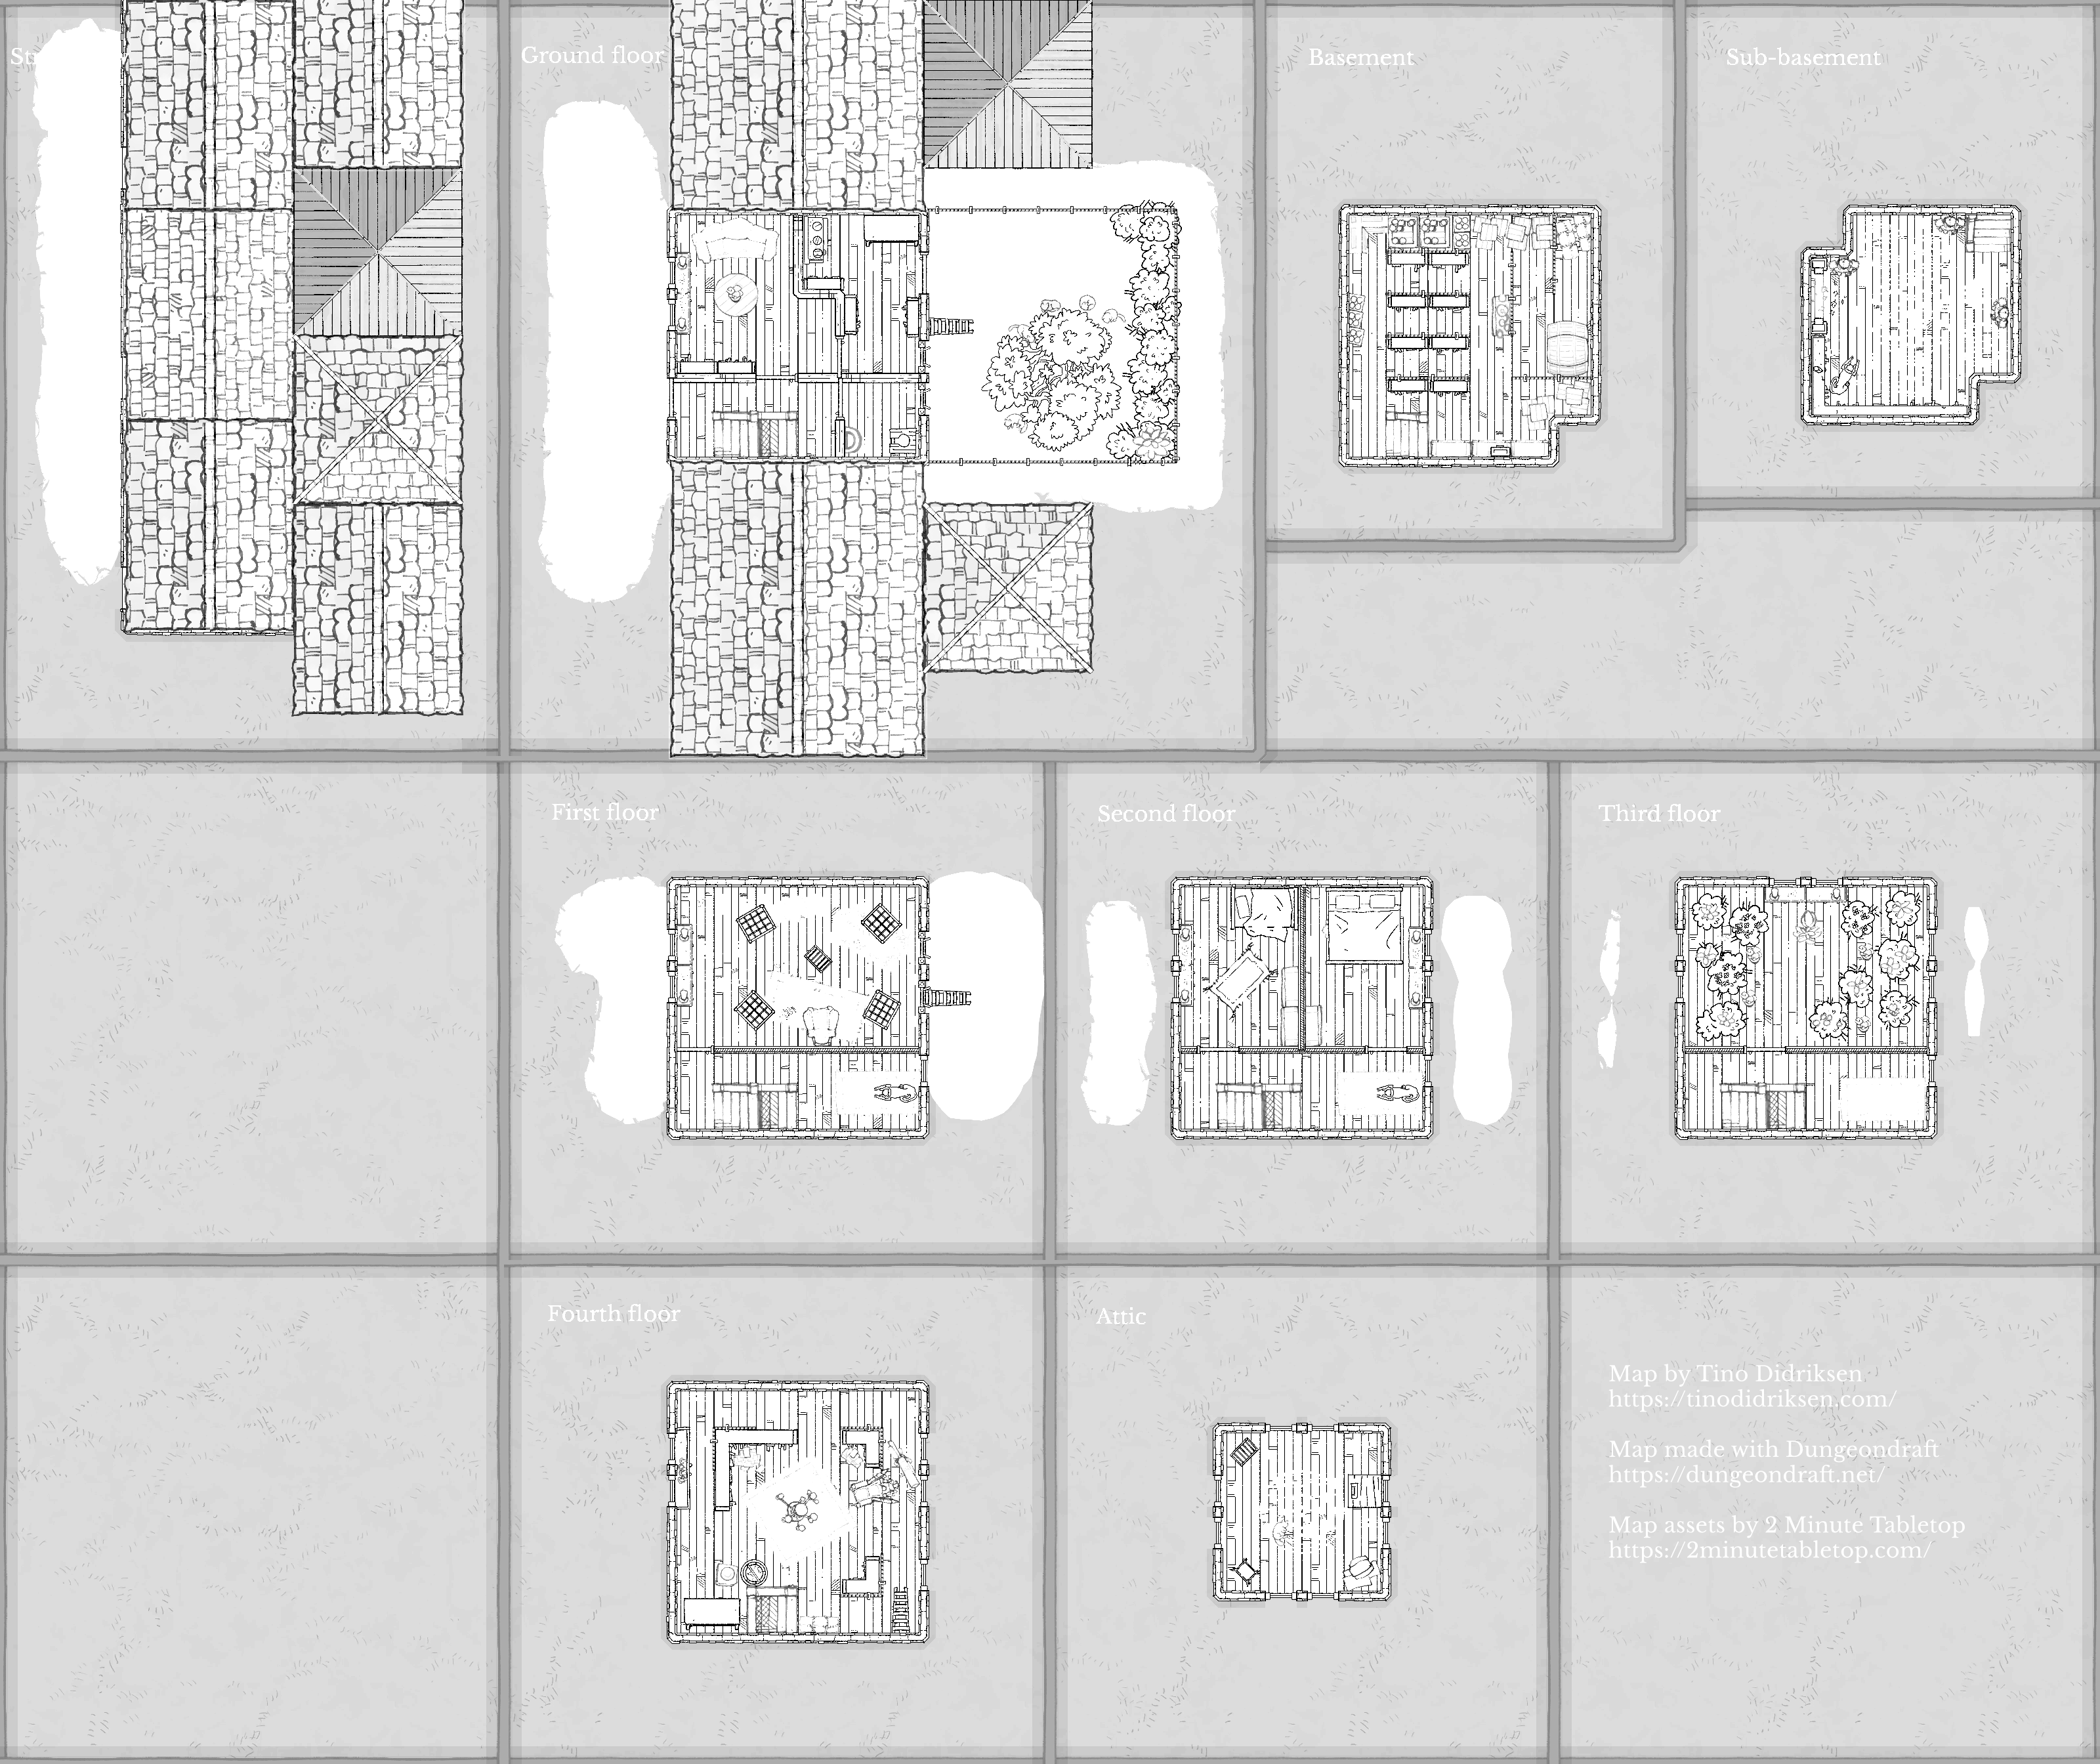 Ground floor
Basement
Sub-basement
First floor
Second floor
Third floor
Fourth floor
Attic
Map by Tino Didriksen
https://tinodidriksen.com/
Map made with Dungeondraft
https://dungeondraft.net/
Map assets by 2 Minute Tabletop
https://2minutetabletop.com/